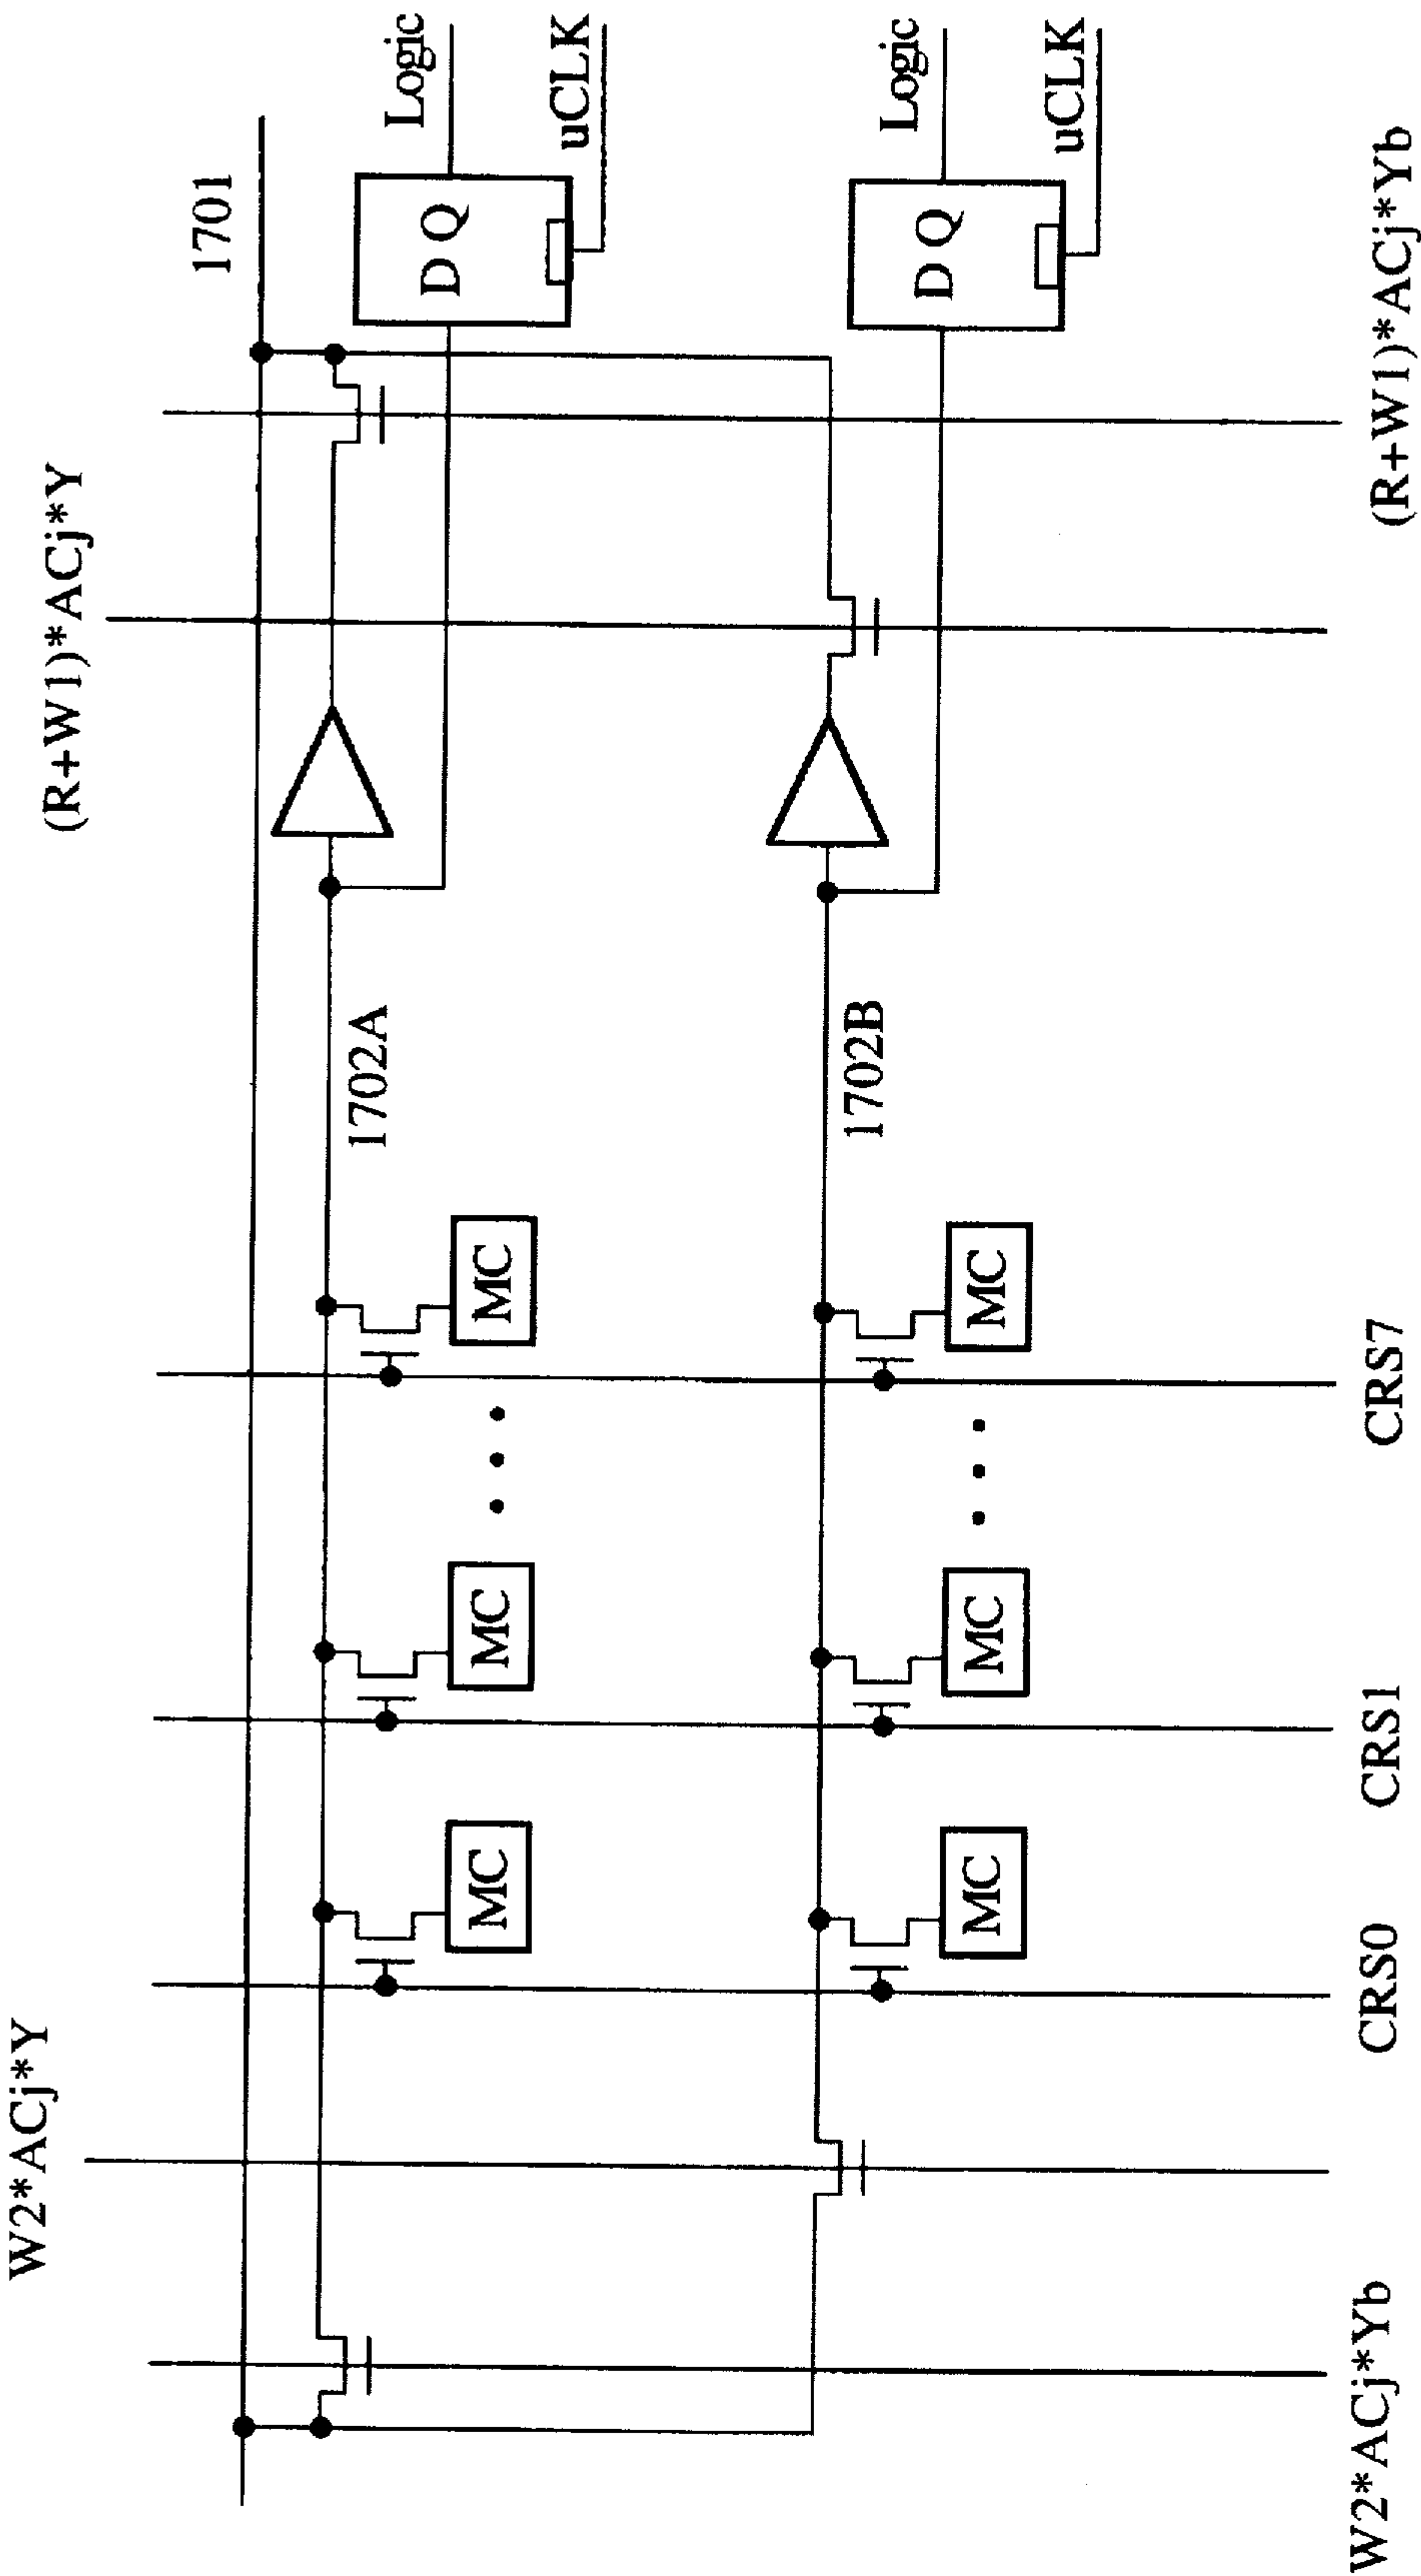 W2*ACj*Y
(R+W1)*ACj*Y
1701
Logic
D Q
uCLK
1702A
MC
MC
MC
1702B
Logic
D Q
uCLK
MC
MC
MC
W2*ACj*Yb
CRS0
CRS1
CRS7
(R+W1)*ACj*Yb